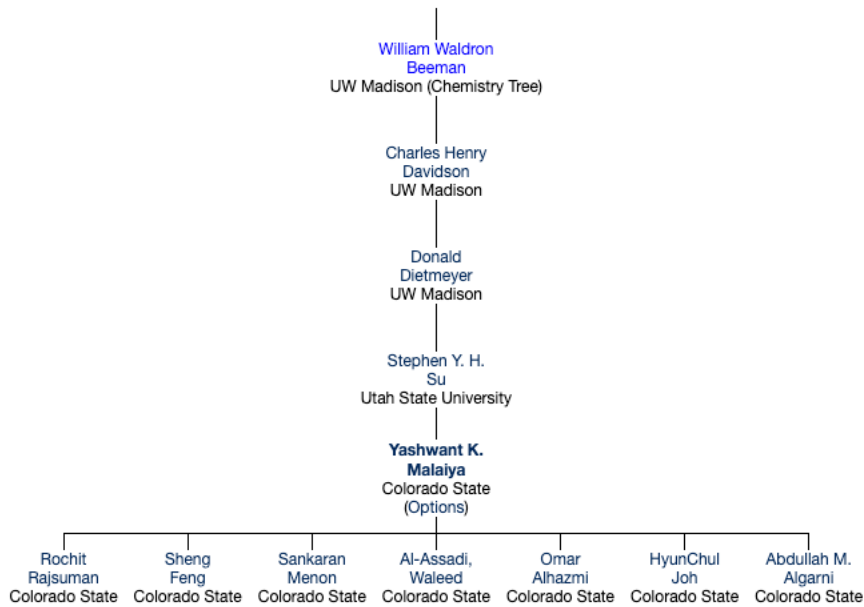 William Waldron
Beeman
UW Madison (Chemistry Tree)
Charles Henry
Davidson
UW Madison
Donald
Dietmeyer
UW Madison
Stephen Y. H.
Su
Utah State University
Yashwant K.
Malaiya
Colorado State
(Options)
Rochit
Rajsuman
Colorado State
Sheng
Feng
Colorado State
Sankaran
Menon
Colorado State
Al-Assadi,
Waleed
Colorado State
Omar
Alhazmi
Colorado State
HyunChul
Joh
Colorado State
Abdullah M.
Algarni
Colorado State